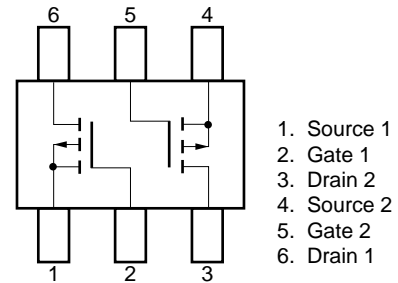 6 5 4
1. Source 1
2. Gate 1
3. Drain 2
4. Source 2
5. Gate 2
6. Drain 1
1 2 3